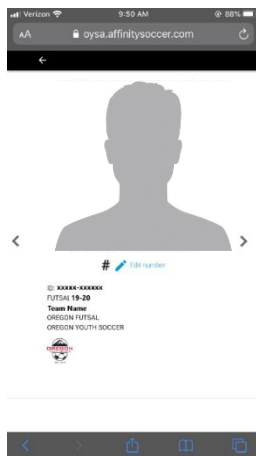 Verizon 9:50 AM 88%
AA oysa.affinitysoccer.com
# Edit number
ID: XXXXX-XXXXXX
FUTSAL 19-20
Team Name
OREGON FUTSAL
OREGON YOUTH SOCCER
OREGON